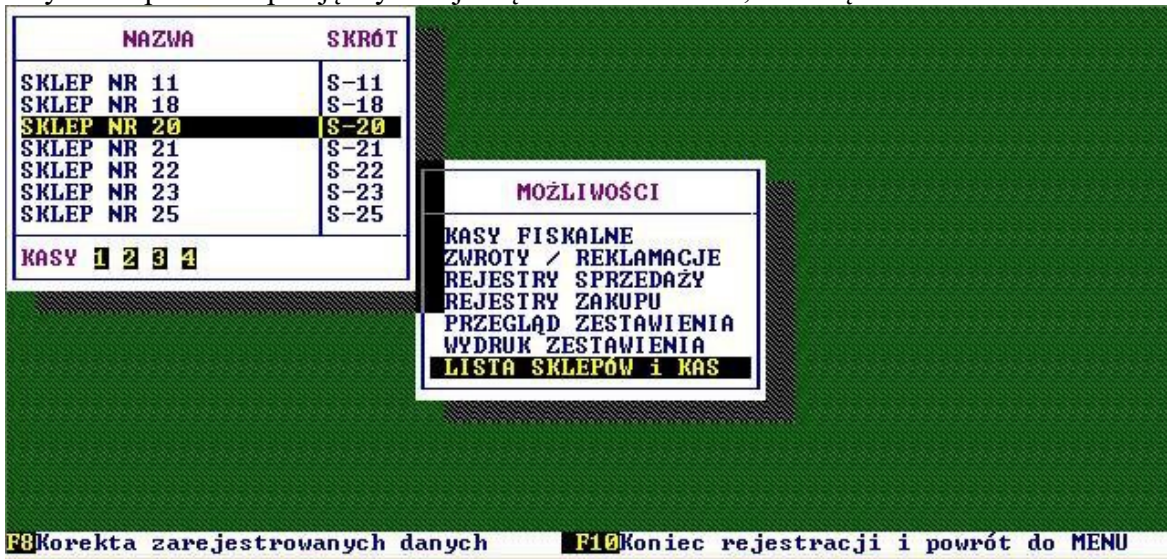 NAZWA SKRÓT
SKLEP NR 11 S-11
SKLEP NR 18 S-18
SKLEP NR 20 S-20
SKLEP NR 21 S-21
SKLEP NR 22 S-22
SKLEP NR 23 S-23
SKLEP NR 25 S-25
KASY 1 2 3 4
MOŻLIWOŚCI
KASY FISKALNE
ZWROTY / REKLAMACJE
REJESTRY SPRZEDAŻY
REJESTRY ZAKUPU
PRZEGLĄD ZESTAWIENIA
WYDRUK ZESTAWIENIA
LISTA SKLEPÓW i KAS
F8Korekta zarejestrowanych danych F10Koniec rejestracji i powrót do MENU